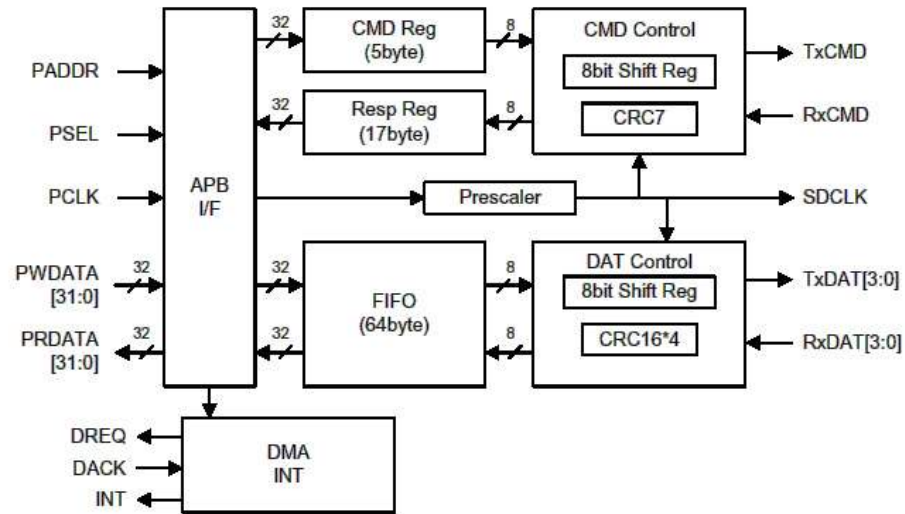 PADDR
PSEL
PCLK
PWDATA
[31:0]
32
PRDATA
[31:0]
32
APB
I/F
32
CMD Reg
(5byte)
8
32
Resp Reg
(17byte)
8
CMD Control
8bit Shift Reg
CRC7
TxCMD
RxCMD
Prescaler
SDCLK
32
32
FIFO
(64byte)
8
8
DAT Control
8bit Shift Reg
CRC16*4
TxDAT[3:0]
RxDAT[3:0]
DREQ
DACK
INT
DMA
INT